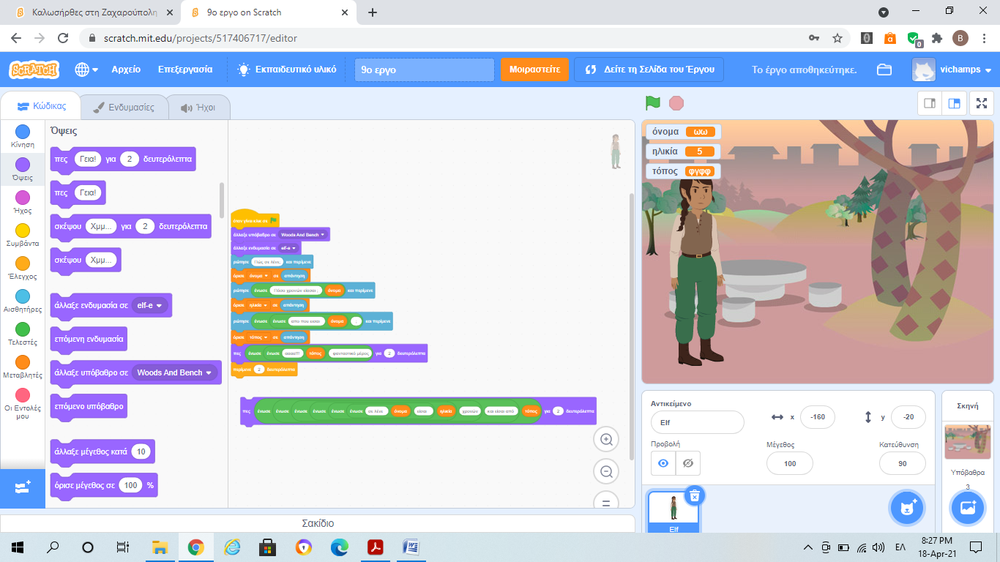 Καλωσήρθες στη Ζαχαρούπολη
9ο εργο on Scratch
scratch.mit.edu/projects/517406717/editor
0
B
SCRATCH
Αρχείο
Επεξεργασία
Εκπαιδευτικό υλικό
9ο εργο
Μοιραστείτε
Δείτε τη Σελίδα του Έργου
Το έργο αποθηκεύτηκε.
vichamps
Κώδικας
Ενδυμασίες
Ήχοι
Κίνηση
Όψεις
Ήχος
Συμβάντα
Έλεγχος
Αισθητήρες
Τελεστές
Μεταβλητές
Οι Εντολές
μου
Όψεις
πες Γεια! για 2 δευτερόλεπτα
πες Γεια!
σκέψου Χμμ... για 2 δευτερόλεπτα
σκέψου Χμμ...
άλλαξε ενδυμασία σε elf-e
επόμενη ενδυμασία
άλλαξε υπόβαθρο σε Woods And Bench
επόμενο υπόβαθρο
άλλαξε μέγεθος κατά 10
όρισε μέγεθος σε 100 %
όταν γίνει κλικ σε
άλλαξε υπόβαθρο σε Woods And Bench
άλλαξε ενδυμασία σε elf-e
ρώτησε Πώς σε λένε; και περίμενε
όρισε όνομα σε απάντηση
ρώτησε ένωσε Πόσο χρονών είσαι όνομα και περίμενε
όρισε ηλικία σε απάντηση
ρώτησε ένωσε ένωσε απο που εισαι όνομα ; και περίμενε
όρισε τόπος σε απάντηση
πες ένωσε ένωσε αααα!!! τόπος φανταστικό μέρος για 2 δευτερόλεπτα
περίμενε 2 δευτερόλεπτα
πες ένωσε ένωσε ένωσε ένωσε ένωσε ένωσε σε λένε όνομα είσαι ηλικία χρονών και είσαι από τόπος για 2 δευτερόλεπτα
όνομα ωω
ηλικία 5
τόπος φγφφ
Αντικείμενο
Elf
x -160
y -20
Προβολή
Μέγεθος
100
Κατεύθυνση
90
Elf
Σκηνή
Υπόβαθρα
3
Σακίδιο
ΕΛ
8:27 PM
18-Apr-21